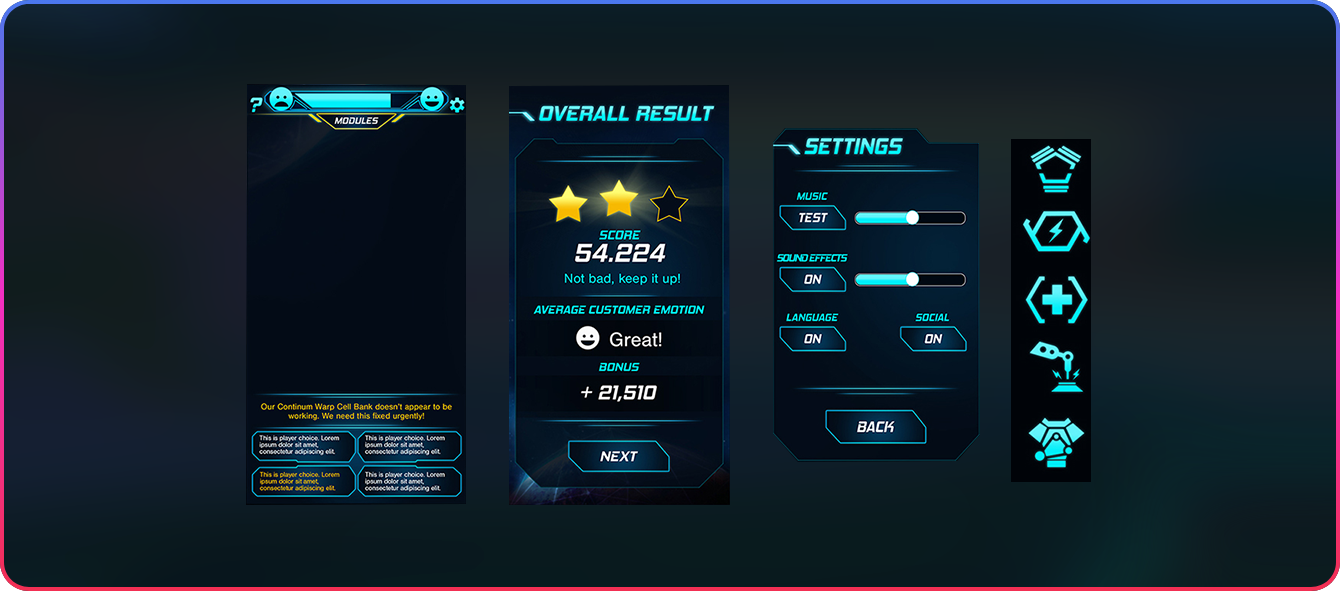 ?
MODULES
Our Continum Warp Cell Bank doesn't appear to be
working. We need this fixed urgently!
This is player choice. Lorem
ipsum dolor sit amet,
consectetur adipiscing elit.
This is player choice. Lorem
ipsum dolor sit amet,
consectetur adipiscing elit.
This is player choice. Lorem
ipsum dolor sit amet,
consectetur adipiscing elit.
This is player choice. Lorem
ipsum dolor sit amet,
consectetur adipiscing elit.
OVERALL RESULT
SCORE
54.224
Not bad, keep it up!
AVERAGE CUSTOMER EMOTION
Great!
BONUS
+ 21,510
NEXT
SETTINGS
MUSIC
TEST
SOUND EFFECTS
ON
LANGUAGE
ON
SOCIAL
ON
BACK